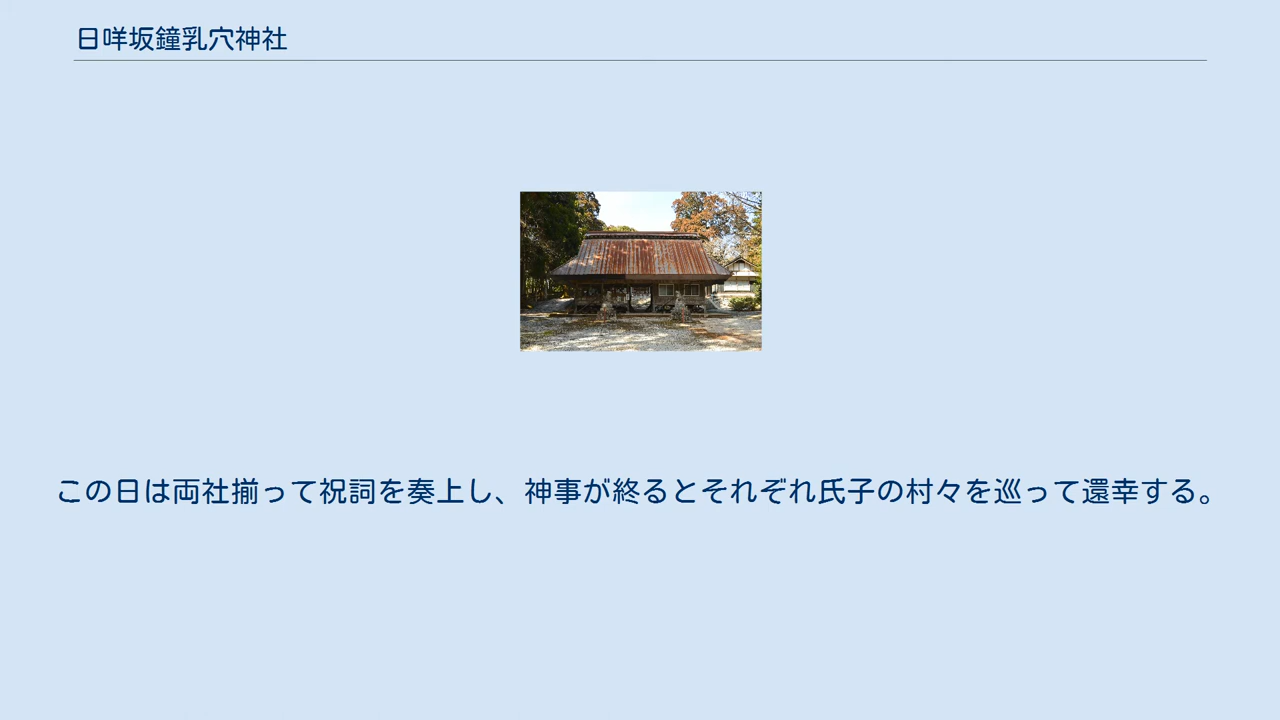 日咩坂鐘乳穴神社
この日は両社揃って祝詞を奏上し、神事が終るとそれぞれ氏子の村々を巡って還幸する。